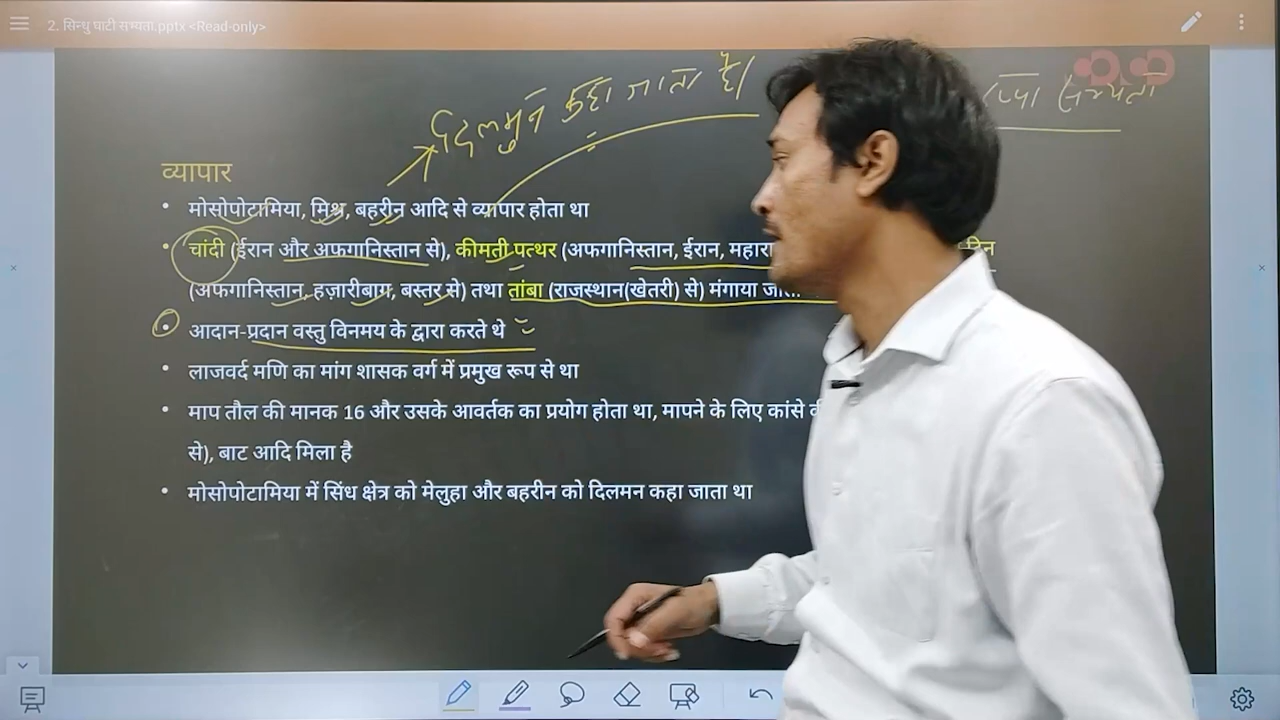 2. सिन्धु घाटी सभ्यता.pptx <Read-only>
दिलमुन कहा जाता है।
सभ्यता
व्यापार
• मोसोपोटामिया, मिश्र, बहरीन आदि से व्यापार होता था
• चांदी (ईरान और अफगानिस्तान से), कीमती पत्थर (अफगानिस्तान, ईरान,
(अफगानिस्तान, हज़ारीबाग, बस्तर से) तथा तांबा (राजस्थान(खेतरी) से) मंगाया
• आदान-प्रदान वस्तु विनमय के द्वारा करते थे
• लाजवर्द मणि का मांग शासक वर्ग में प्रमुख रूप से था
• माप तौल की मानक 16 और उसके आवर्तक का प्रयोग होता था, मापने के लिए कांसे
से), बाट आदि मिला है
• मोसोपोटामिया में सिंध क्षेत्र को मेलुहा और बहरीन को दिलमन कहा जाता था